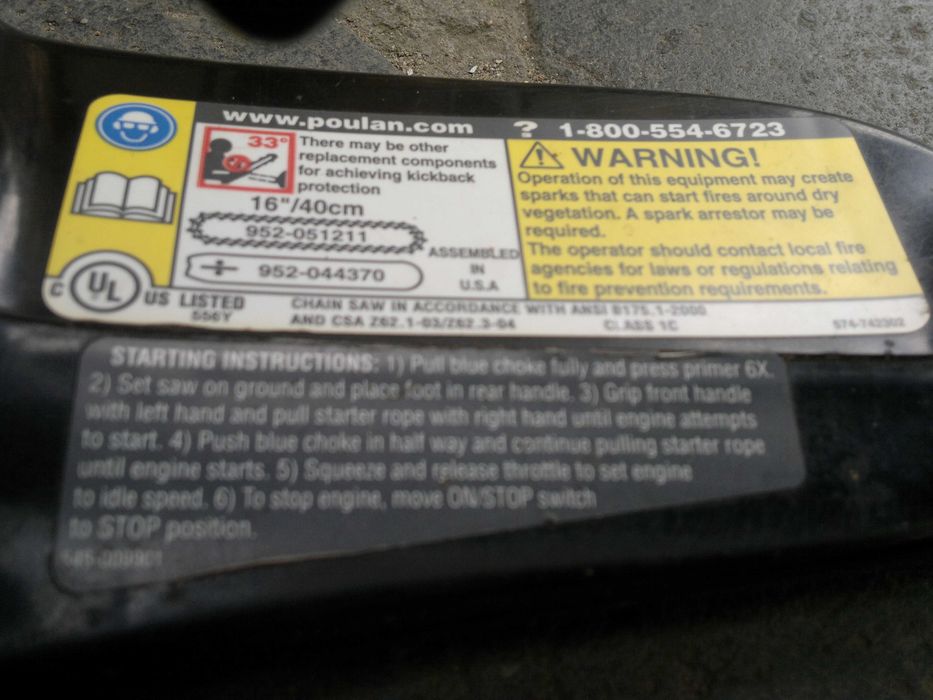 www.poulan.com ? 1-800-554-6723
33°
There may be other
replacement components
for achieving kickback
protection
16"/40cm
952-051211
952-044370
ASSEMBLED
IN
U.S.A
WARNING!
Operation of this equipment may create
sparks that can start fires around dry
vegetation. A spark arrestor may be
required.
The operator should contact local fire
agencies for laws or regulations relating
to fire prevention requirements.
C UL US LISTED
556Y
CHAIN SAW IN ACCORDANCE WITH ANSI B175.1-2000
AND CSA Z62.1-03/Z62.3-04 CLASS 1C
574-743302
STARTING INSTRUCTIONS: 1) Pull blue choke fully and press primer 6X.
2) Set saw on ground and place foot in rear handle. 3) Grip front handle
with left hand and pull starter rope with right hand until engine attempts
to start. 4) Push blue choke in half way and continue pulling starter rope
until engine starts. 5) Squeeze and release throttle to set engine
to idle speed. 6) To stop engine, move ON/STOP switch
to STOP position.